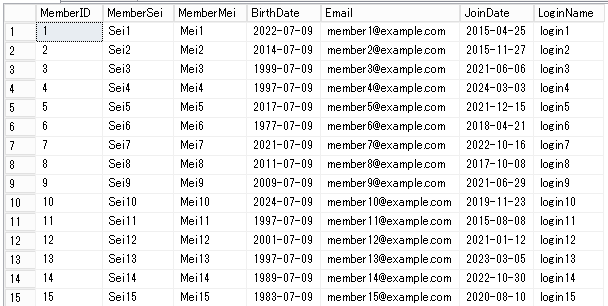 MemberID MemberSei MemberMei BirthDate Email JoinDate LoginName
1 1 Sei1 Mei1 2022-07-09 member1@example.com 2015-04-25 login1
2 2 Sei2 Mei2 2014-07-09 member2@example.com 2015-11-27 login2
3 3 Sei3 Mei3 1999-07-09 member3@example.com 2021-06-06 login3
4 4 Sei4 Mei4 1997-07-09 member4@example.com 2024-03-03 login4
5 5 Sei5 Mei5 2017-07-09 member5@example.com 2021-12-15 login5
6 6 Sei6 Mei6 1977-07-09 member6@example.com 2018-04-21 login6
7 7 Sei7 Mei7 2021-07-09 member7@example.com 2022-10-16 login7
8 8 Sei8 Mei8 2011-07-09 member8@example.com 2017-10-08 login8
9 9 Sei9 Mei9 2009-07-09 member9@example.com 2021-06-29 login9
10 10 Sei10 Mei10 2024-07-09 member10@example.com 2019-11-23 login10
11 11 Sei11 Mei11 1997-07-09 member11@example.com 2015-08-08 login11
12 12 Sei12 Mei12 2001-07-09 member12@example.com 2021-01-12 login12
13 13 Sei13 Mei13 1997-07-09 member13@example.com 2023-03-05 login13
14 14 Sei14 Mei14 1989-07-09 member14@example.com 2022-10-30 login14
15 15 Sei15 Mei15 1983-07-09 member15@example.com 2020-08-10 login15